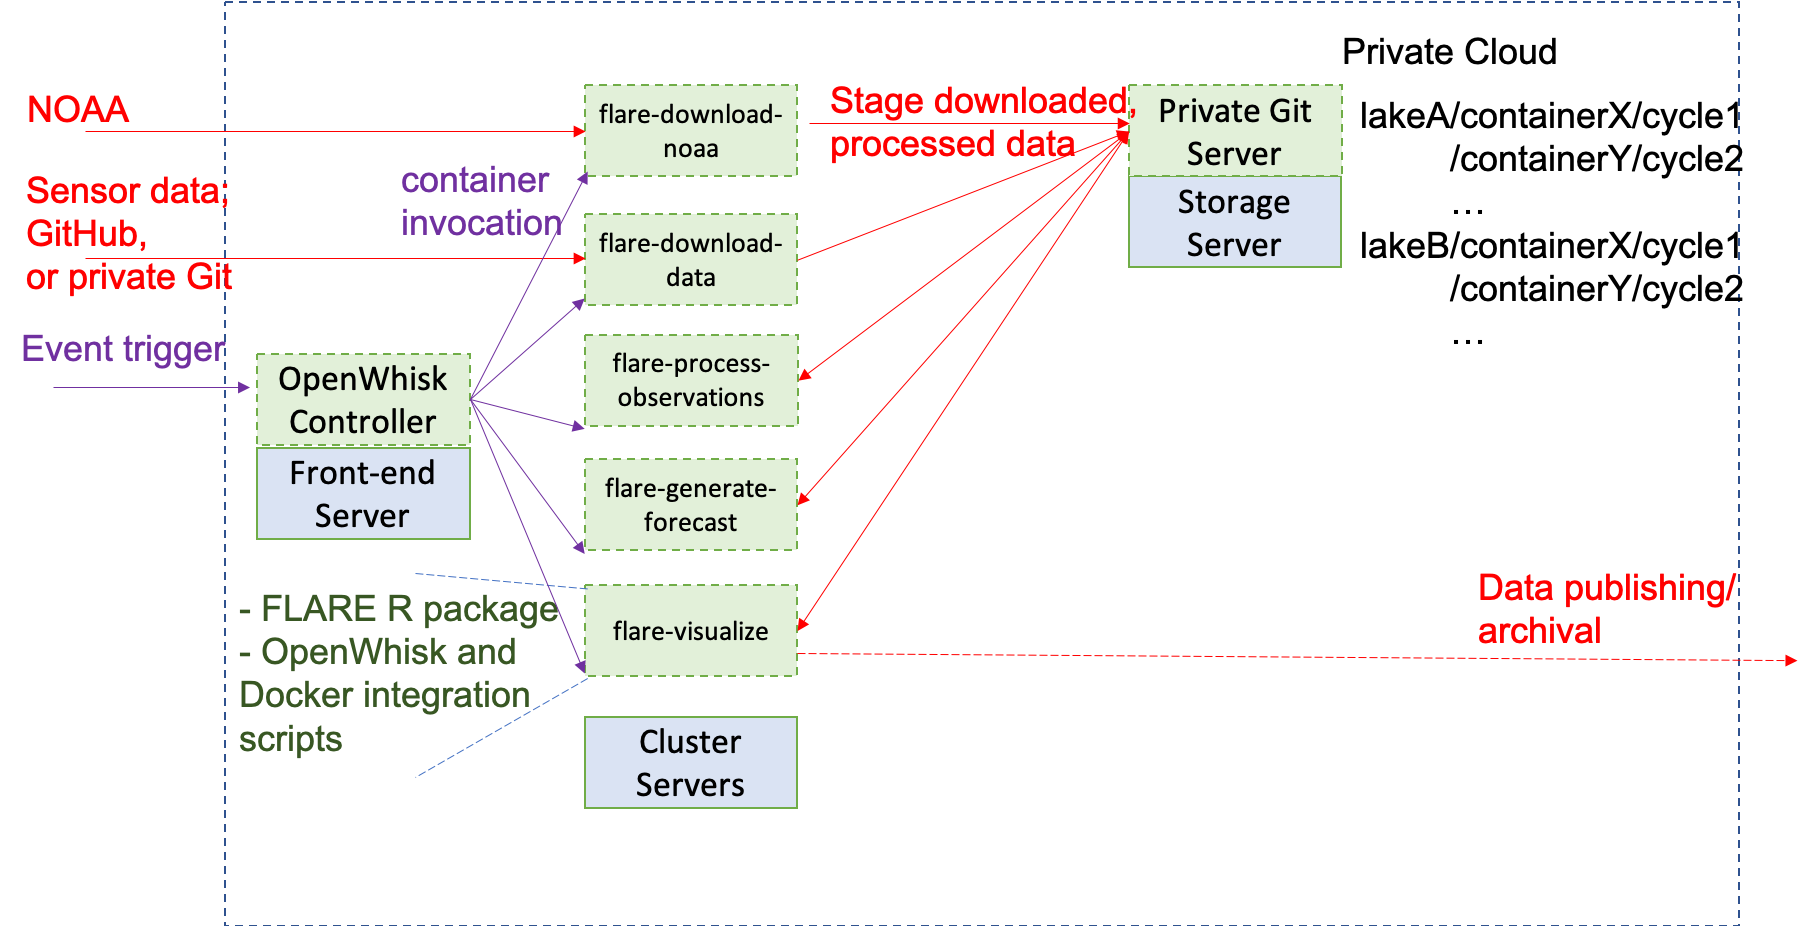 Private Cloud
NOAA
flare-download-
noaa
Stage downloaded,
processed data
Private Git
Server
Storage
Server
lakeA/containerX/cycle1
/containerY/cycle2
...
lakeB/containerX/cycle1
/containerY/cycle2
...
Sensor data;
GitHub,
or private Git
container
invocation
flare-download-
data
Event trigger
OpenWhisk
Controller
Front-end
Server
flare-process-
observations
flare-generate-
forecast
- FLARE R package
- OpenWhisk and
Docker integration
scripts
flare-visualize
Data publishing/
archival
Cluster
Servers